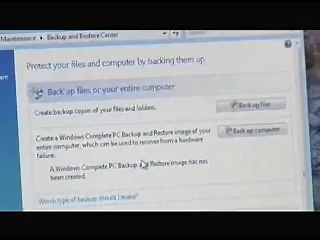 Maintenance ▸ Backup and Restore Center
Protect your files and computer by backing them up
Back up files or your entire computer
Create backup copies of your files and folders.
Back up files
Create a Windows Complete PC Backup and Restore image of your
Back up computer
entire computer, which can be used to recover from a hardware
failure.
A Windows Complete PC Backup and Restore image has not
been created.
Which type of backup should I make?